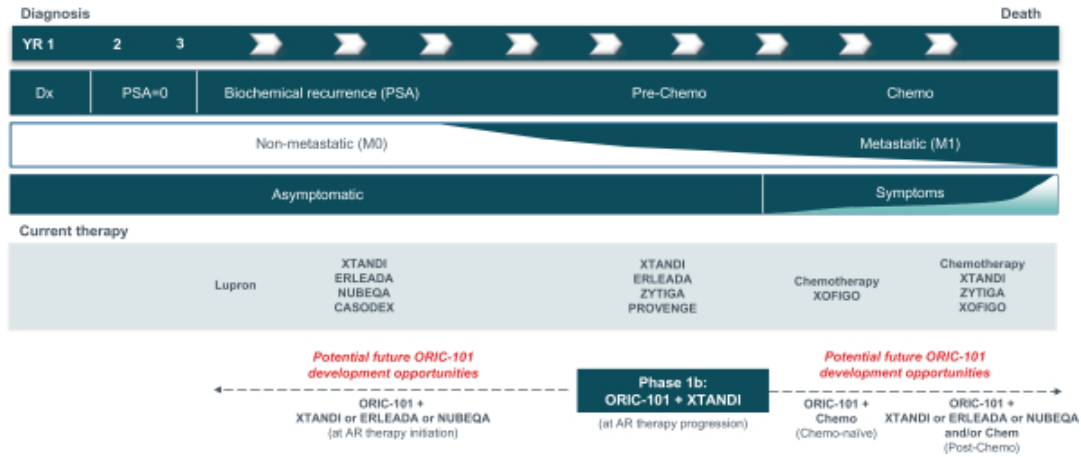 Diagnosis Death
YR 1 2 3
Dx PSA=0 Biochemical recurrence (PSA) Pre-Chemo Chemo
Non-metastatic (M0) Metastatic (M1)
Asymptomatic Symptoms
Current therapy
Lupron
XTANDI
ERLEADA
NUBEQA
CASODEX
XTANDI
ERLEADA
ZYTIGA
PROVENGE
Chemotherapy
XOFIGO
Chemotherapy
XTANDI
ZYTIGA
XOFIGO
Potential future ORIC-101
development opportunities
ORIC-101 +
XTANDI or ERLEADA or NUBEQA
(at AR therapy initiation)
Phase 1b:
ORIC-101 + XTANDI
(at AR therapy progression)
Potential future ORIC-101
development opportunities
ORIC-101 +
Chemo
(Chemo-naïve)
ORIC-101 +
XTANDI or ERLEADA or NUBEQA
and/or Chem
(Post-Chemo)